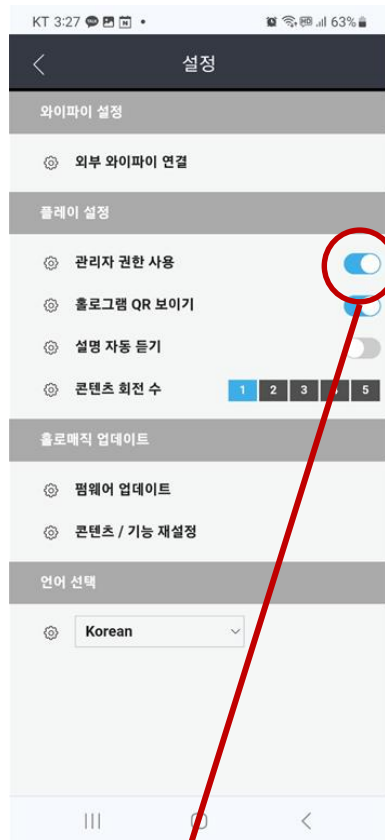 KT 3:27
63%
설정
와이파이 설정
외부 와이파이 연결
플레이 설정
관리자 권한 사용
홀로그램 QR 보이기
설명 자동 듣기
콘텐츠 회전 수 1 2 3 5
홀로매직 업데이트
펌웨어 업데이트
콘텐츠 / 기능 재설정
언어 선택
Korean